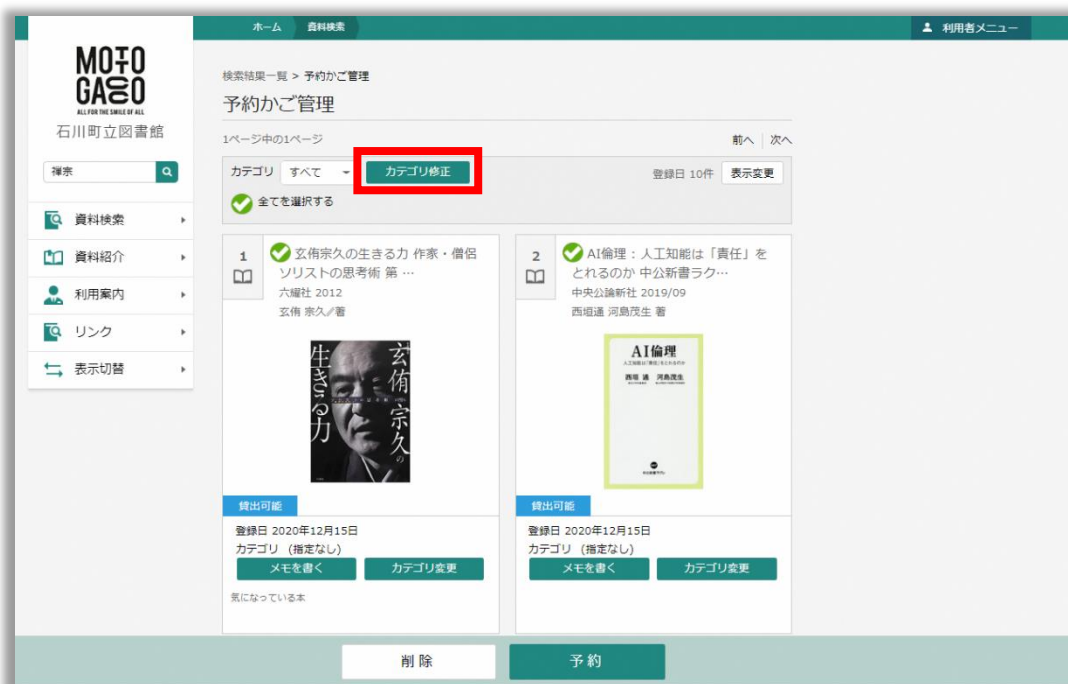 ホーム 資料検索 利用者メニュー
MOTO
GACO
ALL FOR THE SMILE OF ALL
石川町立図書館
禅宗
資料検索
資料紹介
利用案内
リンク
表示切替
検索結果一覧 > 予約かご管理
予約かご管理
1ページ中の1ページ 前へ 次へ
カテゴリ すべて カテゴリ修正 登録日 10件 表示変更
全てを選択する
1
玄侑宗久の生きる力 作家・僧侶
ソリストの思考術 第 …
六耀社 2012
玄侑 宗久／著
玄侑宗久の
生きる力
貸出可能
登録日 2020年12月15日
カテゴリ (指定なし)
メモを書く カテゴリ変更
気になっている本
2
AI倫理：人工知能は「責任」を
とれるのか 中公新書ラク…
中央公論新社 2019/09
西垣通 河島茂生 著
AI倫理
人工知能は「責任」をとれるのか
西垣 通 河島茂生
貸出可能
登録日 2020年12月15日
カテゴリ (指定なし)
メモを書く カテゴリ変更
削除 予約